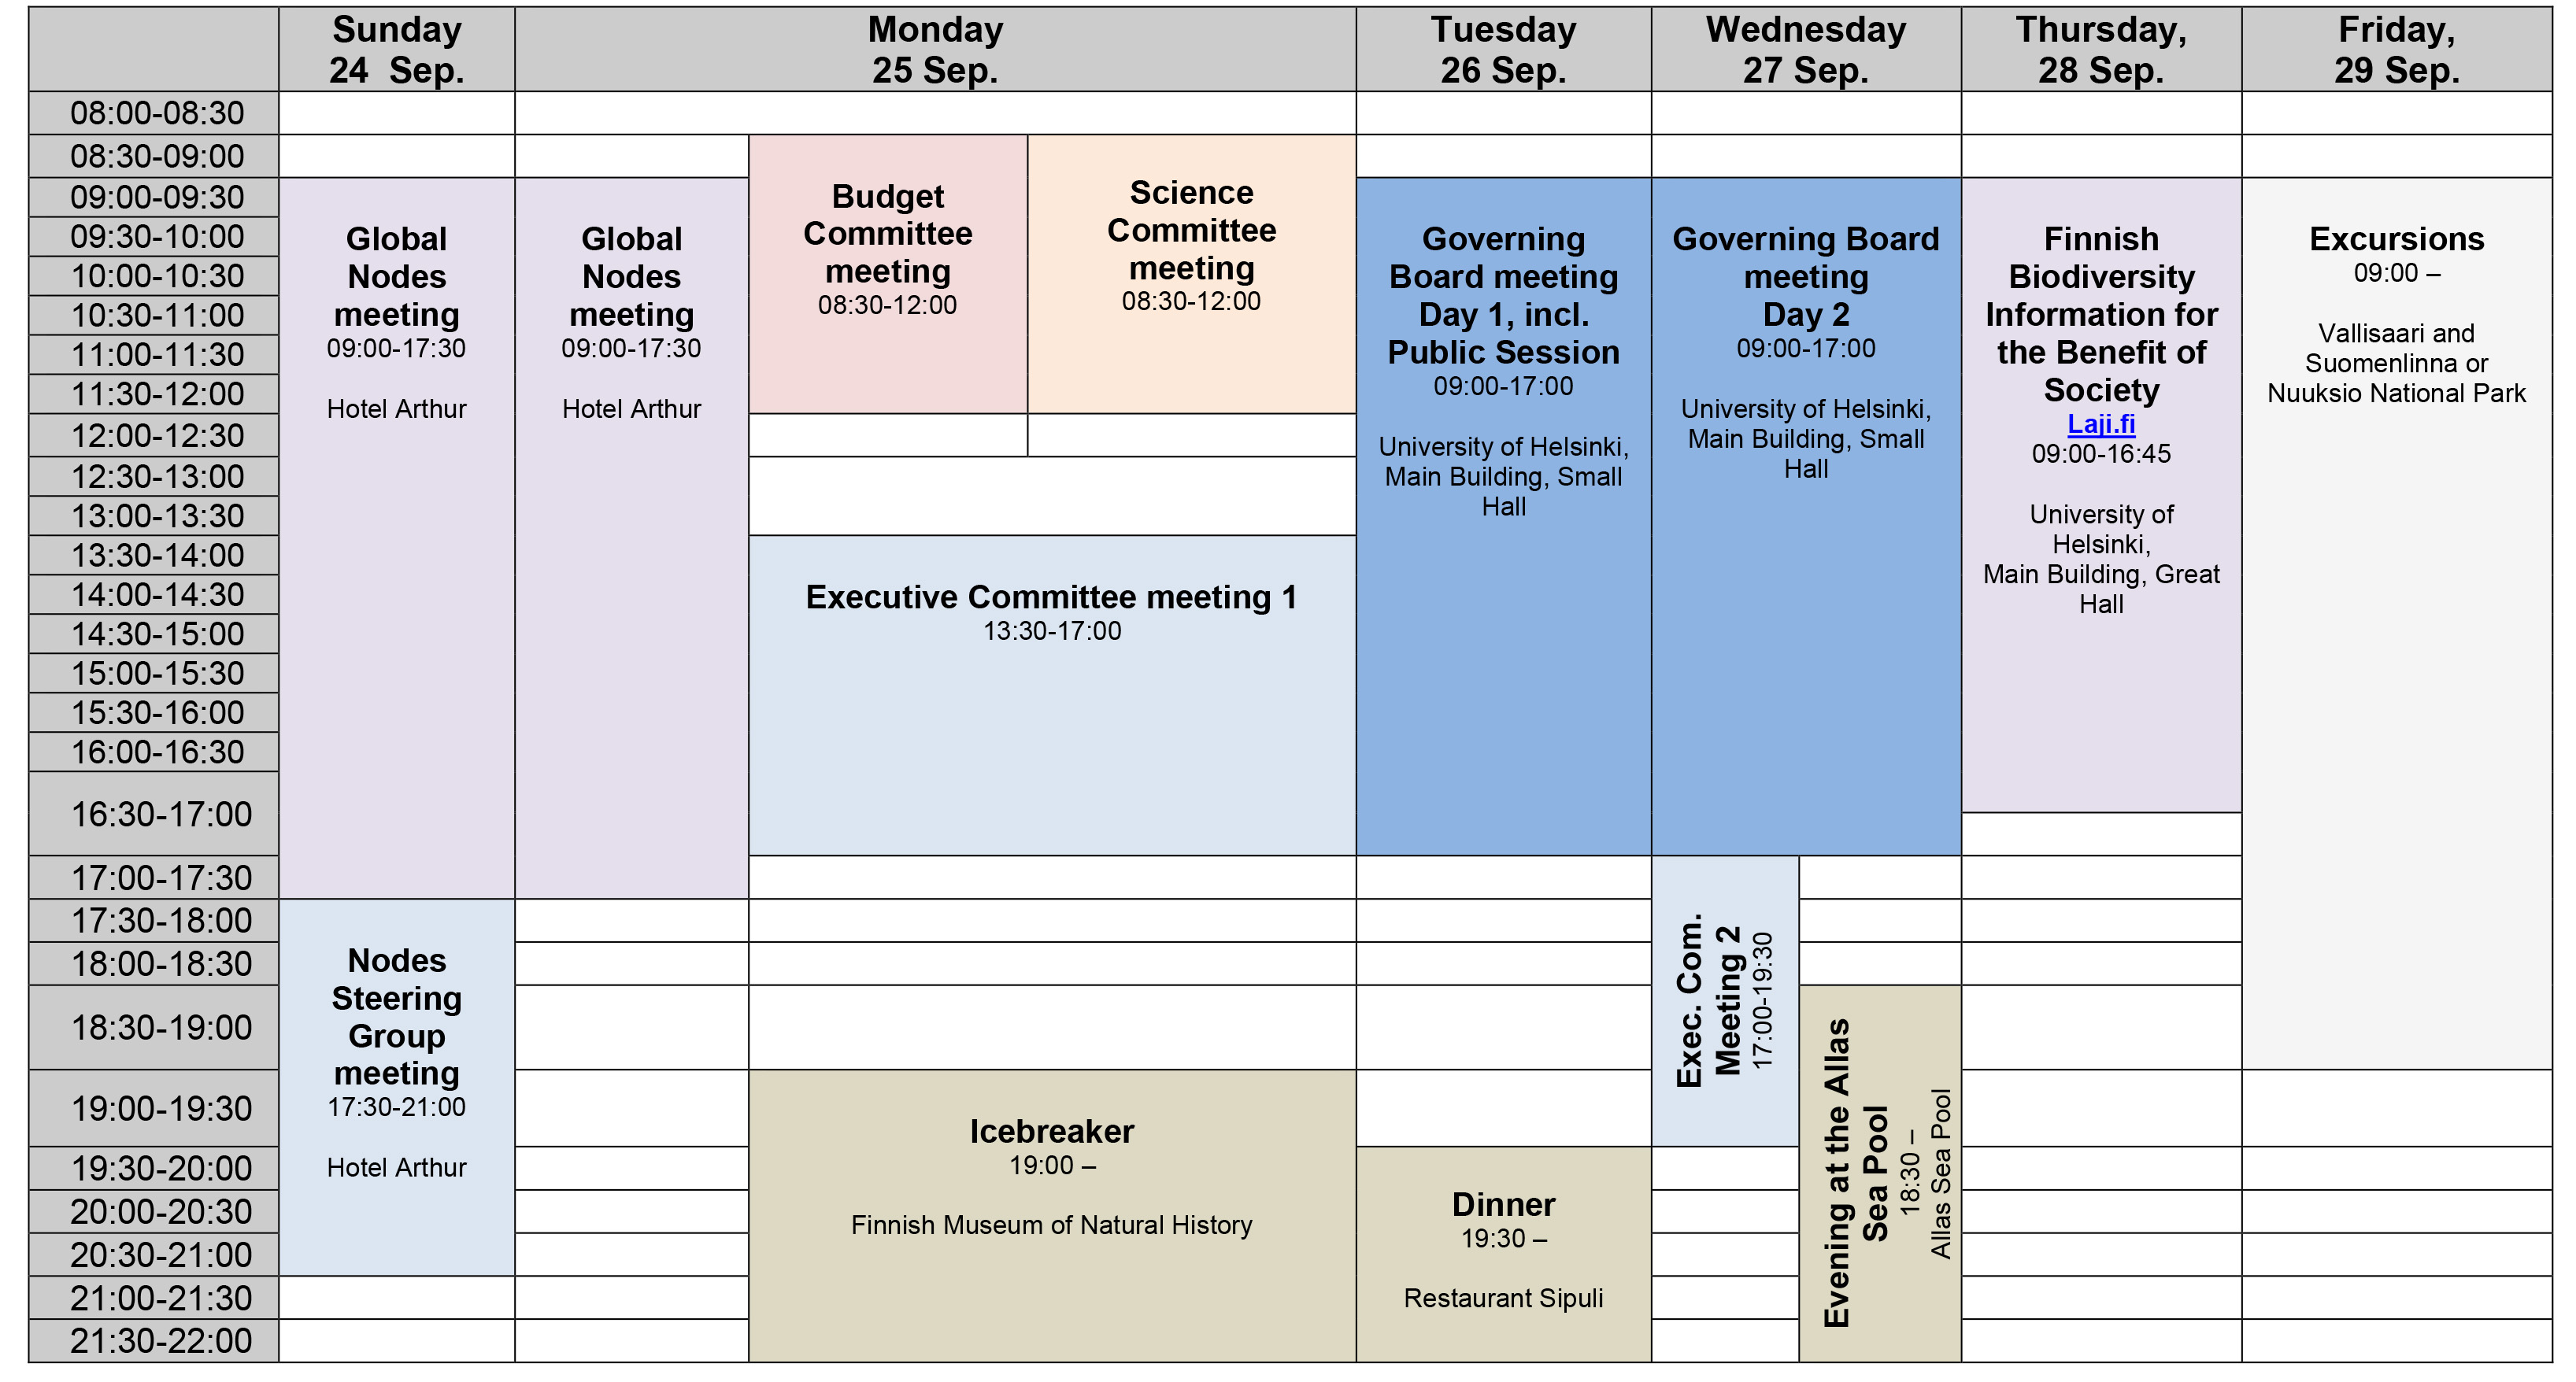 Sunday
24  Sep.
Monday
25 Sep.
Tuesday
26 Sep.
Wednesday
27 Sep.
Thursday,
28 Sep.
Friday,
29 Sep.
08:00-08:30
08:30-09:00
09:00-09:30
09:30-10:00
10:00-10:30
10:30-11:00
11:00-11:30
11:30-12:00
12:00-12:30
12:30-13:00
13:00-13:30
13:30-14:00
14:00-14:30
14:30-15:00
15:00-15:30
15:30-16:00
16:00-16:30
16:30-17:00
17:00-17:30
17:30-18:00
18:00-18:30
18:30-19:00
19:00-19:30
19:30-20:00
20:00-20:30
20:30-21:00
21:00-21:30
21:30-22:00
Global
Nodes
meeting
09:00-17:30
Hotel Arthur
Nodes
Steering
Group
meeting
17:30-21:00
Hotel Arthur
Global
Nodes
meeting
09:00-17:30
Hotel Arthur
Budget
Committee
meeting
08:30-12:00
Science
Committee
meeting
08:30-12:00
Executive Committee meeting 1
13:30-17:00
Icebreaker
19:00 –
Finnish Museum of Natural History
Governing
Board meeting
Day 1, incl.
Public Session
09:00-17:00
University of Helsinki,
Main Building, Small
Hall
Dinner
19:30 –
Restaurant Sipuli
Governing Board
meeting
Day 2
09:00-17:00
University of Helsinki,
Main Building, Small
Hall
Exec. Com.
Meeting 2
17:00-19:30
Evening at the Allas
Sea Pool
18:30 –
Allas Sea Pool
Finnish
Biodiversity
Information for
the Benefit of
Society
Laji.fi
09:00-16:45
University of
Helsinki,
Main Building, Great
Hall
Excursions
09:00 –
Vallisaari and
Suomenlinna or
Nuuksio National Park